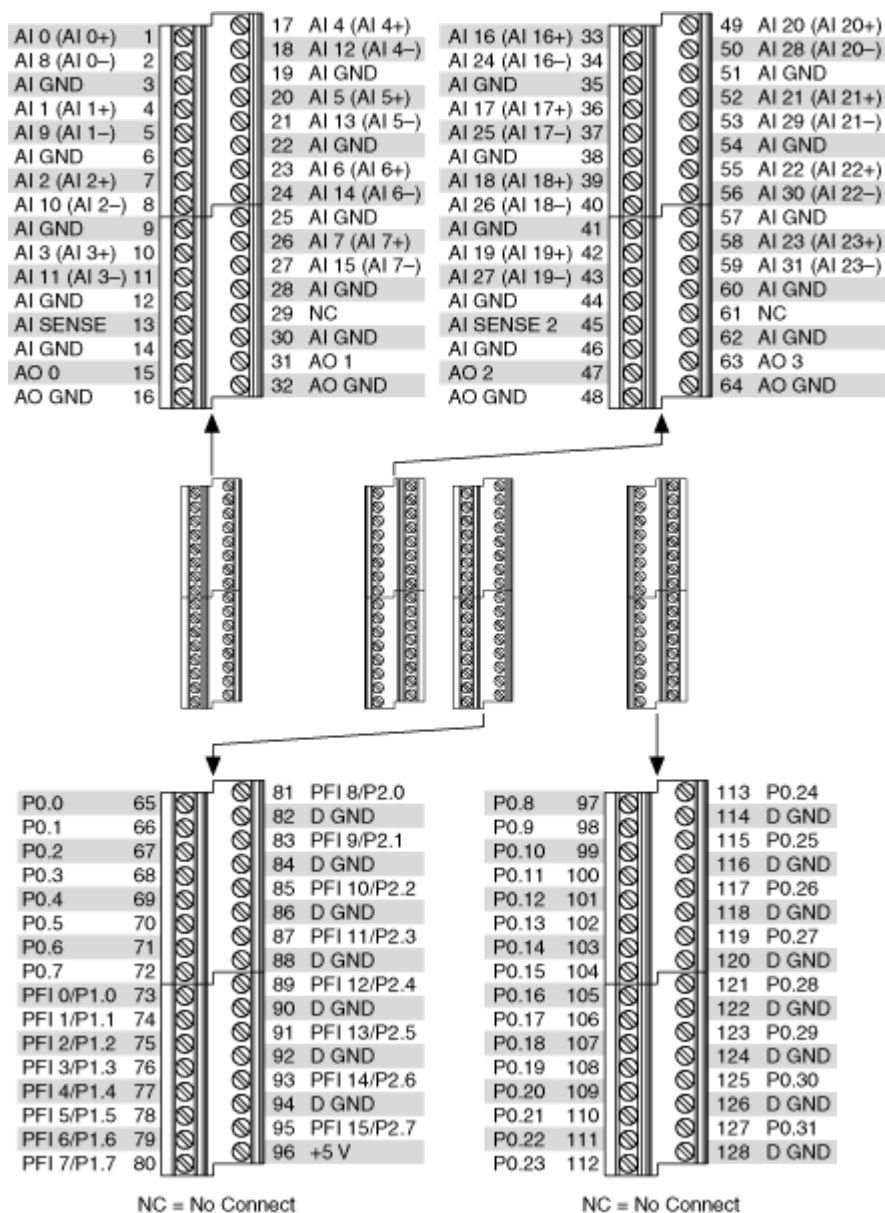 AI 0 (AI 0+) 1
AI 8 (AI 0–) 2
AI GND 3
AI 1 (AI 1+) 4
AI 9 (AI 1–) 5
AI GND 6
AI 2 (AI 2+) 7
AI 10 (AI 2–) 8
AI GND 9
AI 3 (AI 3+) 10
AI 11 (AI 3–) 11
AI GND 12
AI SENSE 13
AI GND 14
AO 0 15
AO GND 16
17 AI 4 (AI 4+)
18 AI 12 (AI 4–)
19 AI GND
20 AI 5 (AI 5+)
21 AI 13 (AI 5–)
22 AI GND
23 AI 6 (AI 6+)
24 AI 14 (AI 6–)
25 AI GND
26 AI 7 (AI 7+)
27 AI 15 (AI 7–)
28 AI GND
29 NC
30 AI GND
31 AO 1
32 AO GND
AI 16 (AI 16+) 33
AI 24 (AI 16–) 34
AI GND 35
AI 17 (AI 17+) 36
AI 25 (AI 17–) 37
AI GND 38
AI 18 (AI 18+) 39
AI 26 (AI 18–) 40
AI GND 41
AI 19 (AI 19+) 42
AI 27 (AI 19–) 43
AI GND 44
AI SENSE 2 45
AI GND 46
AO 2 47
AO GND 48
49 AI 20 (AI 20+)
50 AI 28 (AI 20–)
51 AI GND
52 AI 21 (AI 21+)
53 AI 29 (AI 21–)
54 AI GND
55 AI 22 (AI 22+)
56 AI 30 (AI 22–)
57 AI GND
58 AI 23 (AI 23+)
59 AI 31 (AI 23–)
60 AI GND
61 NC
62 AI GND
63 AO 3
64 AO GND
P0.0 65
P0.1 66
P0.2 67
P0.3 68
P0.4 69
P0.5 70
P0.6 71
P0.7 72
PFI 0/P1.0 73
PFI 1/P1.1 74
PFI 2/P1.2 75
PFI 3/P1.3 76
PFI 4/P1.4 77
PFI 5/P1.5 78
PFI 6/P1.6 79
PFI 7/P1.7 80
81 PFI 8/P2.0
82 D GND
83 PFI 9/P2.1
84 D GND
85 PFI 10/P2.2
86 D GND
87 PFI 11/P2.3
88 D GND
89 PFI 12/P2.4
90 D GND
91 PFI 13/P2.5
92 D GND
93 PFI 14/P2.6
94 D GND
95 PFI 15/P2.7
96 +5 V
NC = No Connect
P0.8 97
P0.9 98
P0.10 99
P0.11 100
P0.12 101
P0.13 102
P0.14 103
P0.15 104
P0.16 105
P0.17 106
P0.18 107
P0.19 108
P0.20 109
P0.21 110
P0.22 111
P0.23 112
113 P0.24
114 D GND
115 P0.25
116 D GND
117 P0.26
118 D GND
119 P0.27
120 D GND
121 P0.28
122 D GND
123 P0.29
124 D GND
125 P0.30
126 D GND
127 P0.31
128 D GND
NC = No Connect